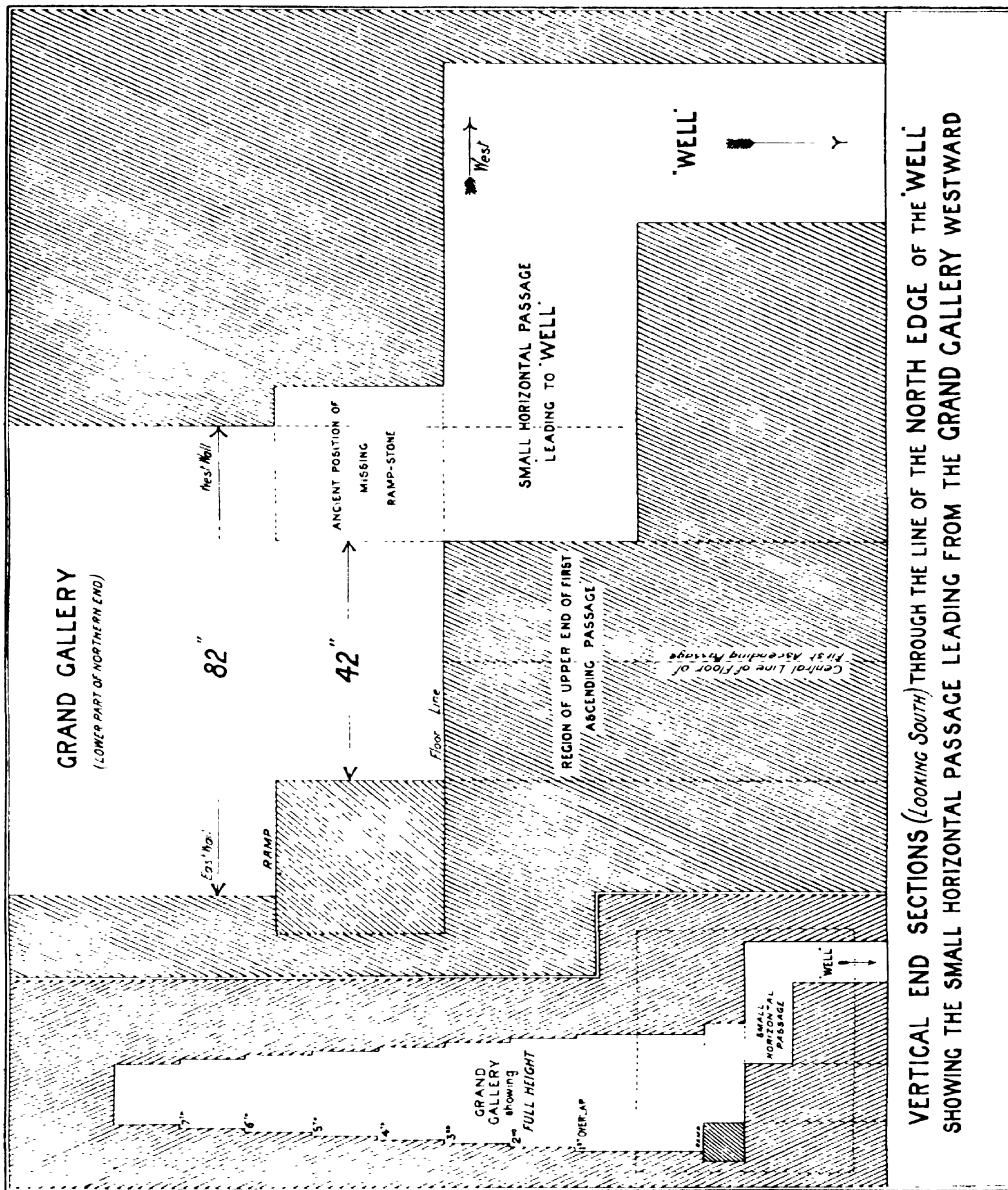 GRAND GALLERY
(LOWER PART OF NORTHERN END)
East Wall
West Wall
82"
RAMP
42"
ANCIENT POSITION OF
MISSING
RAMP-STONE
Floor Line
West
SMALL HORIZONTAL PASSAGE
LEADING TO "WELL"
"WELL"
REGION OF UPPER END OF FIRST
ASCENDING PASSAGE
Central Line of Floor of
First Ascending Passage
7TH
6TH
5TH
4TH
3RD
2ND
1ST OVERLAP
GRAND
GALLERY
showing
FULL HEIGHT
RAMP
SMALL
HORIZONTAL
PASSAGE
"WELL"
VERTICAL END SECTIONS (LOOKING SOUTH) THROUGH THE LINE OF THE NORTH EDGE OF THE "WELL"
SHOWING THE SMALL HORIZONTAL PASSAGE LEADING FROM THE GRAND GALLERY WESTWARD